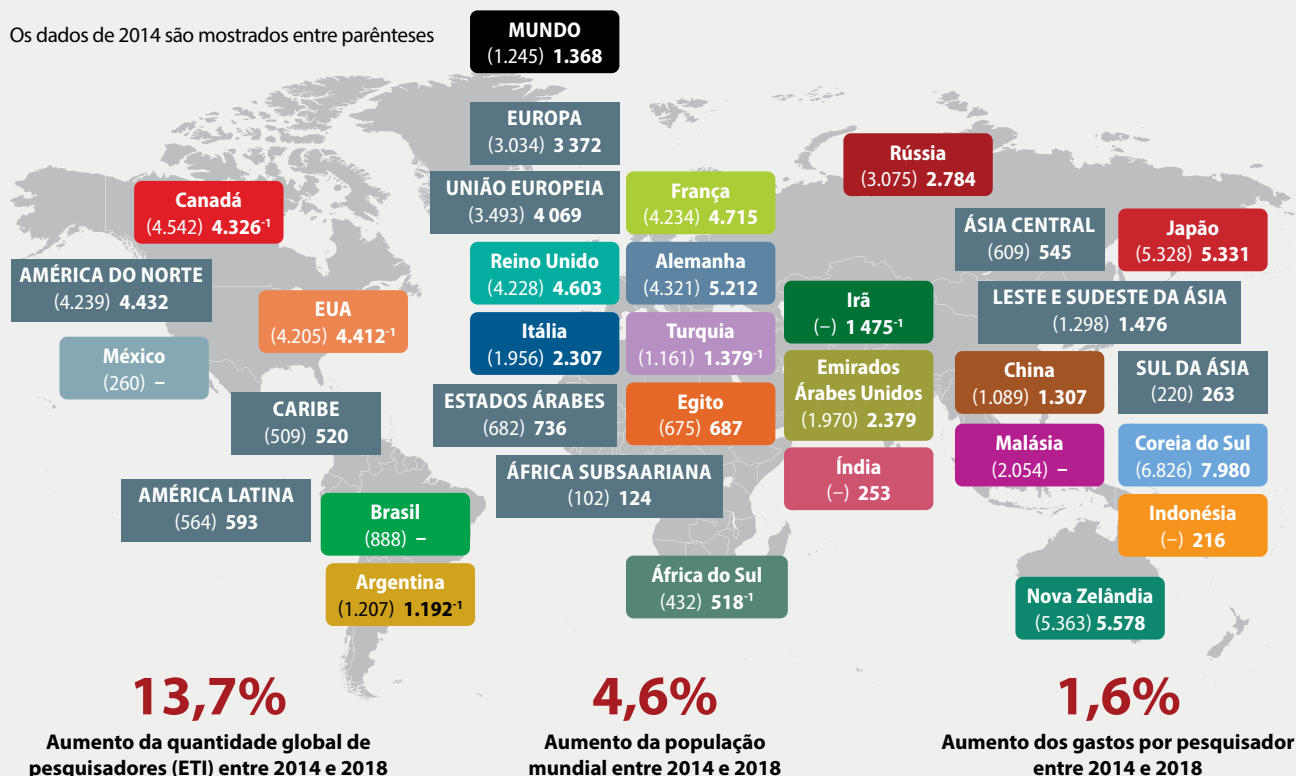 Os dados de 2014 são mostrados entre parênteses
MUNDO
(1.245) 1.368
EUROPA
(3.034) 3 372
Rússia
(3.075) 2.784
Canadá
(4.542) 4.326-1
UNIÃO EUROPEIA
(3.493) 4 069
França
(4.234) 4.715
ÁSIA CENTRAL
(609) 545
Japão
(5.328) 5.331
AMÉRICA DO NORTE
(4.239) 4.432
EUA
(4.205) 4.412-1
Reino Unido
(4.228) 4.603
Alemanha
(4.321) 5.212
Irã
(–) 1 475-1
LESTE E SUDESTE DA ÁSIA
(1.298) 1.476
México
(260) –
Itália
(1.956) 2.307
Turquia
(1.161) 1.379-1
Emirados
Árabes Unidos
(1.970) 2.379
China
(1.089) 1.307
SUL DA ÁSIA
(220) 263
CARIBE
(509) 520
ESTADOS ÁRABES
(682) 736
Egito
(675) 687
Malásia
(2.054) –
Coreia do Sul
(6.826) 7.980
AMÉRICA LATINA
(564) 593
Brasil
(888) –
ÁFRICA SUBSAARIANA
(102) 124
Índia
(–) 253
Indonésia
(–) 216
Argentina
(1.207) 1.192-1
África do Sul
(432) 518-1
Nova Zelândia
(5.363) 5.578
13,7%
Aumento da quantidade global de
pesquisadores (ETI) entre 2014 e 2018
4,6%
Aumento da população
mundial entre 2014 e 2018
1,6%
Aumento dos gastos por pesquisador
entre 2014 e 2018